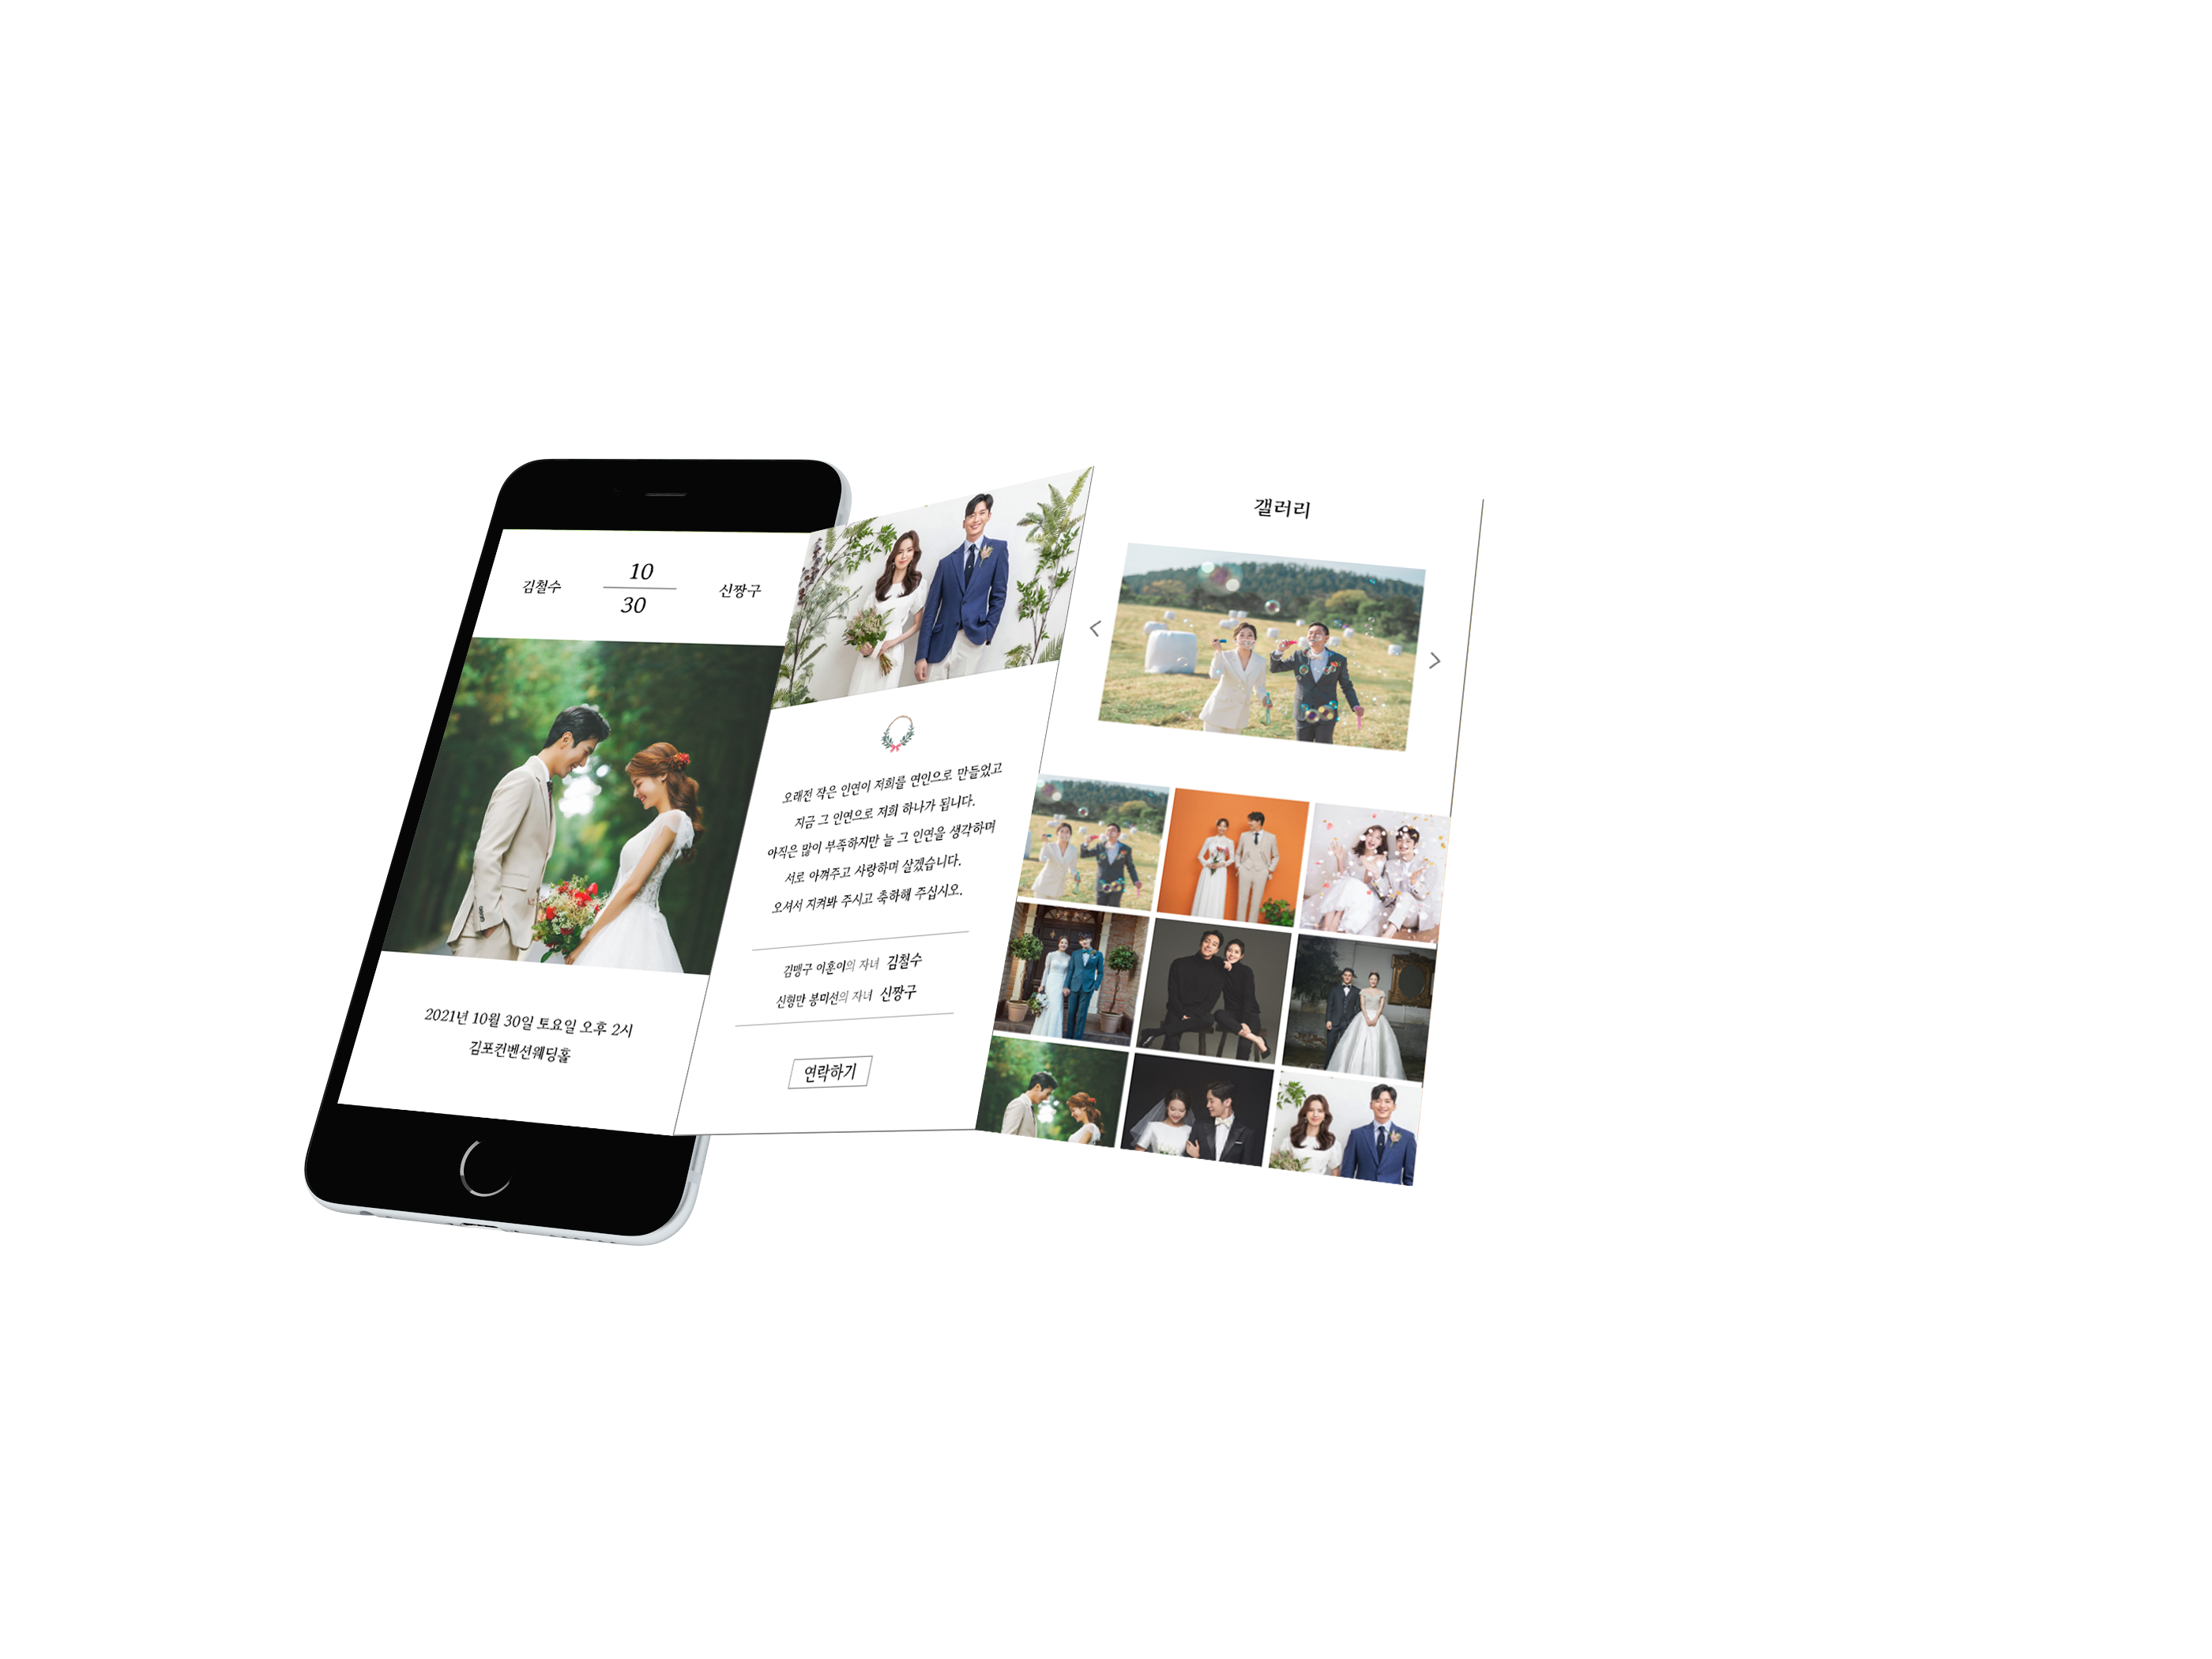 김철수
10
30
신짱구
2021년 10월 30일 토요일 오후 2시
김포컨벤션웨딩홀
오래전 작은 인연이 저희를 연인으로 만들었고
지금 그 인연으로 저희 하나가 됩니다.
아직은 많이 부족하지만 늘 그 인연을 생각하며
서로 아껴주고 사랑하며 살겠습니다.
오셔서 지켜봐 주시고 축하해 주십시오.
김맹구 이훈이의 자녀 김철수
신형만 봉미선의 자녀 신짱구
연락하기
갤러리